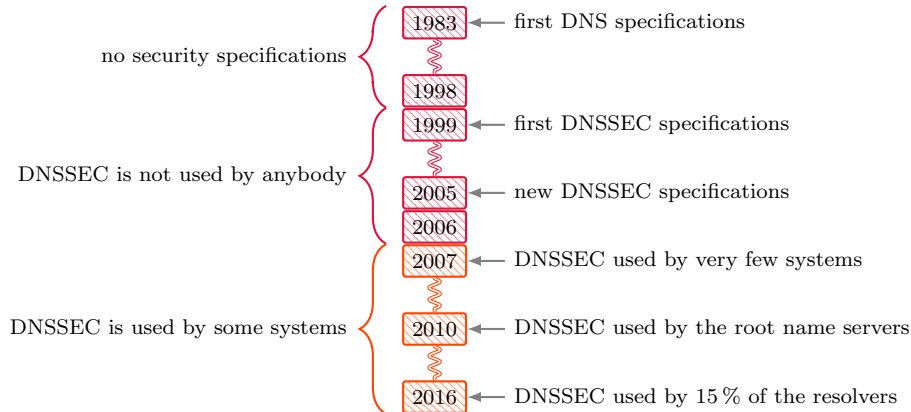 1983 first DNS specifications
no security specifications
1998
1999 first DNSSEC specifications
DNSSEC is not used by anybody
2005 new DNSSEC specifications
2006
2007 DNSSEC used by very few systems
DNSSEC is used by some systems 2010 DNSSEC used by the root name servers
2016 DNSSEC used by 15 % of the resolvers